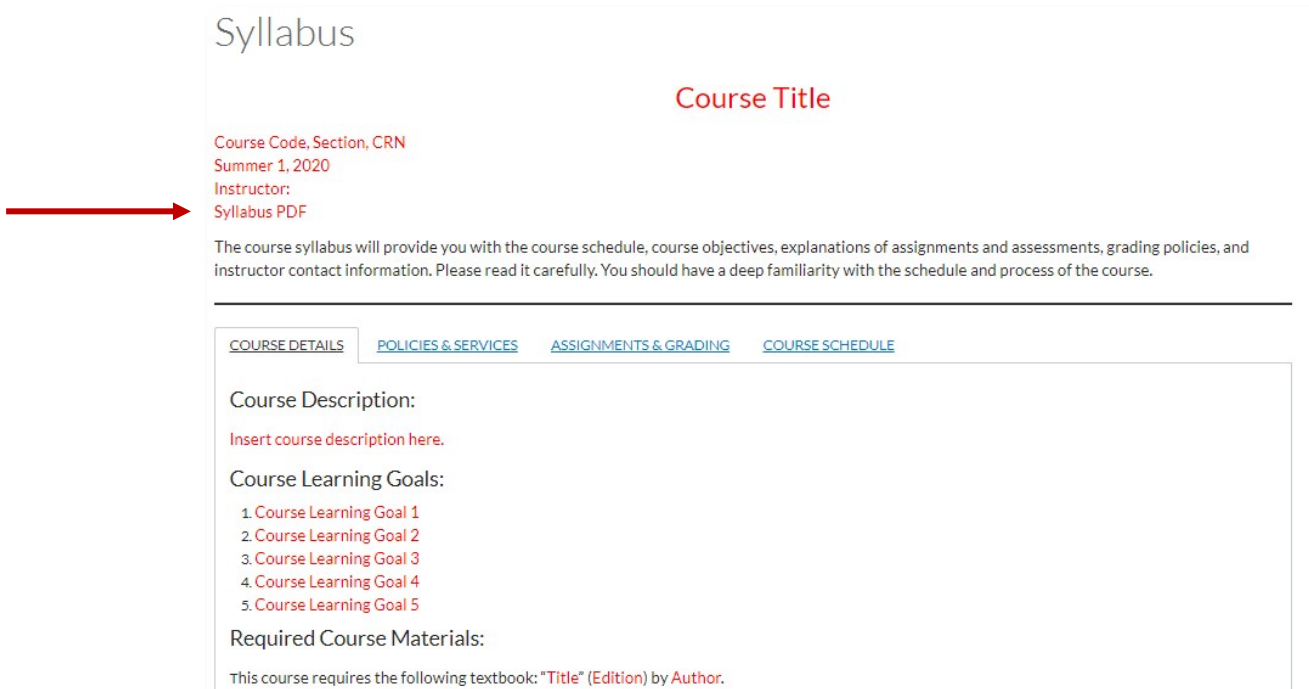 Syllabus
Course Title
Course Code, Section, CRN
Summer 1, 2020
Instructor:
Syllabus PDF
The course syllabus will provide you with the course schedule, course objectives, explanations of assignments and assessments, grading policies, and
instructor contact information. Please read it carefully. You should have a deep familiarity with the schedule and process of the course.
COURSE DETAILS POLICIES & SERVICES ASSIGNMENTS & GRADING COURSE SCHEDULE
Course Description:
Insert course description here.
Course Learning Goals:
1. Course Learning Goal 1
2. Course Learning Goal 2
3. Course Learning Goal 3
4. Course Learning Goal 4
5. Course Learning Goal 5
Required Course Materials:
This course requires the following textbook: "Title" (Edition) by Author.